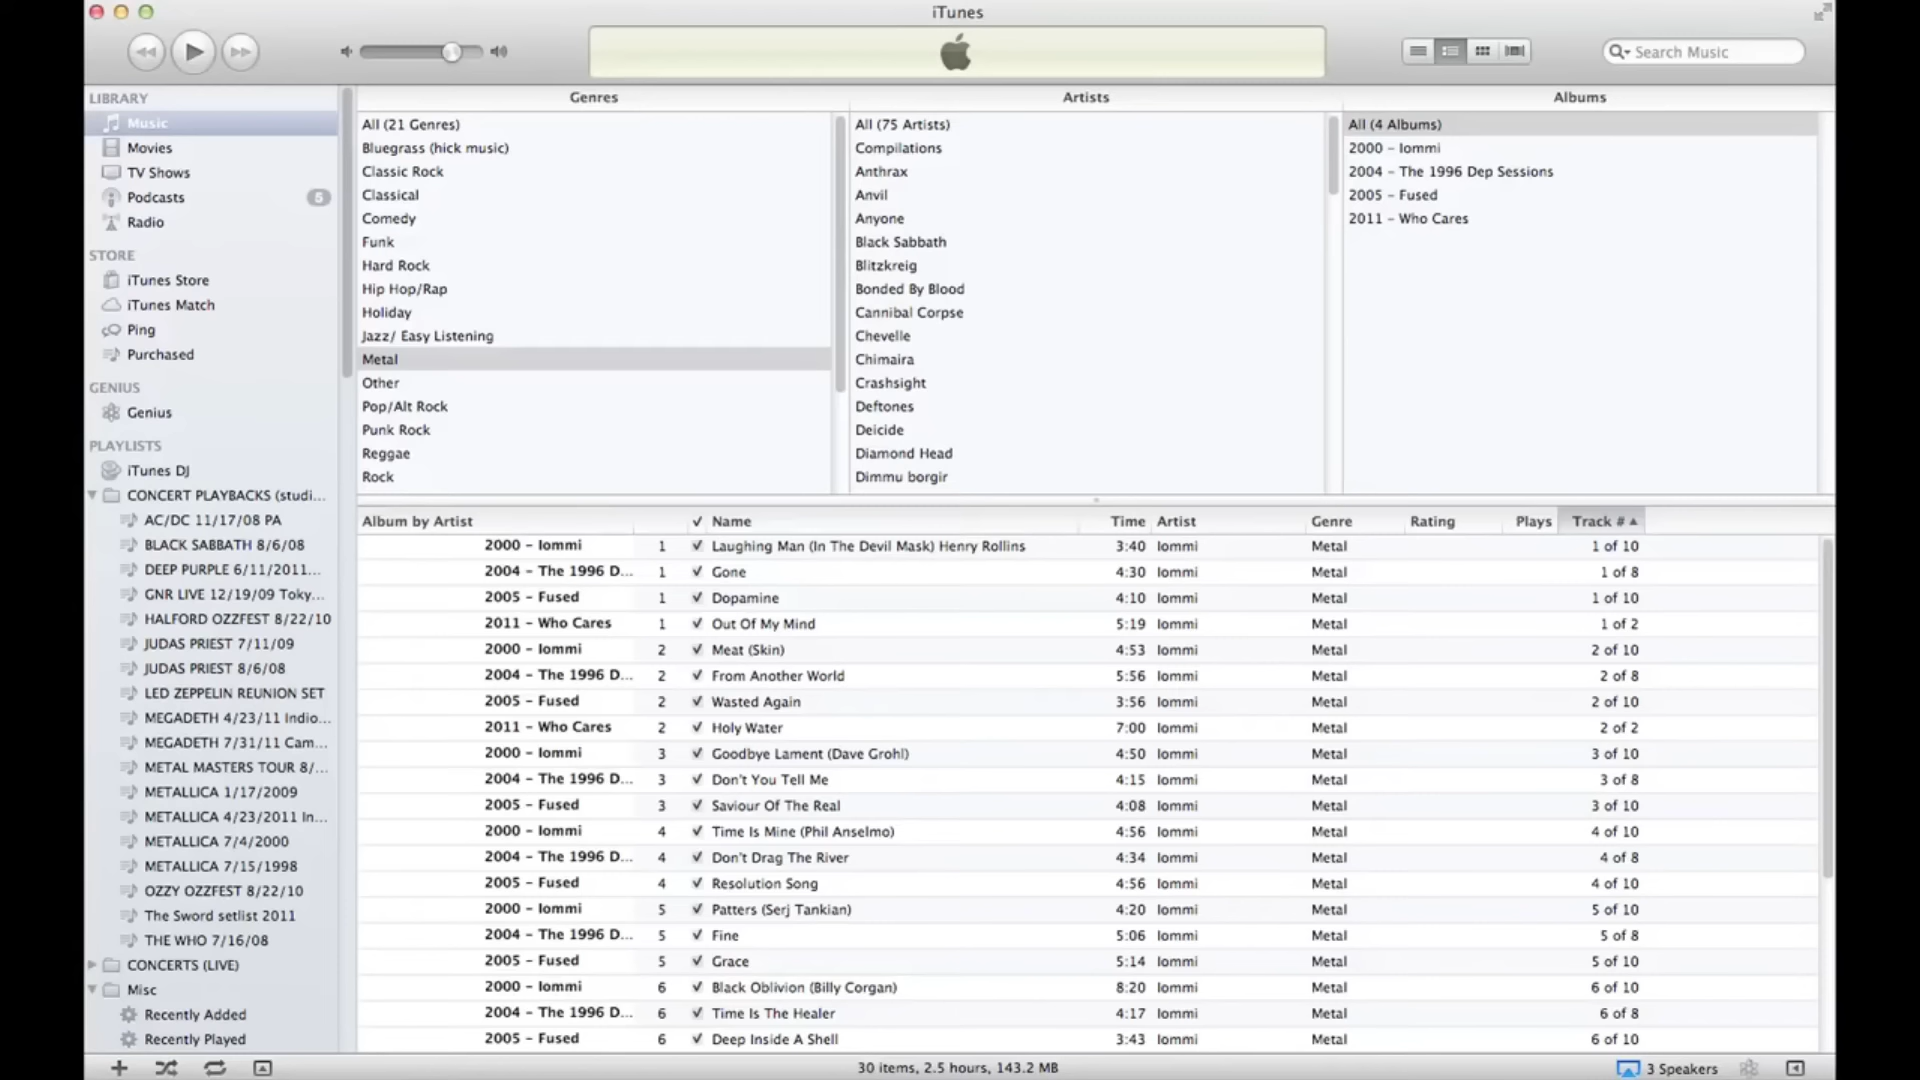 iTunes
Search Music
LIBRARY
Music
Movies
TV Shows
Podcasts 5
Radio
STORE
iTunes Store
iTunes Match
Ping
Purchased
GENIUS
Genius
PLAYLISTS
iTunes DJ
CONCERT PLAYBACKS (studi...
AC/DC 11/17/08 PA
BLACK SABBATH 8/6/08
DEEP PURPLE 6/11/2011...
GNR LIVE 12/19/09 Toky...
HALFORD OZZFEST 8/22/10
JUDAS PRIEST 7/11/09
JUDAS PRIEST 8/6/08
LED ZEPPELIN REUNION SET
MEGADETH 4/23/11 Indio...
MEGADETH 7/31/11 Cam...
METAL MASTERS TOUR 8/...
METALLICA 1/17/2009
METALLICA 4/23/2011 In...
METALLICA 7/4/2000
METALLICA 7/15/1998
OZZY OZZFEST 8/22/10
The Sword setlist 2011
THE WHO 7/16/08
CONCERTS (LIVE)
Misc
Recently Added
Recently Played
Genres
All (21 Genres)
Bluegrass (hick music)
Classic Rock
Classical
Comedy
Funk
Hard Rock
Hip Hop/Rap
Holiday
Jazz/ Easy Listening
Metal
Other
Pop/Alt Rock
Punk Rock
Reggae
Rock
Artists
All (75 Artists)
Compilations
Anthrax
Anvil
Anyone
Black Sabbath
Blitzkreig
Bonded By Blood
Cannibal Corpse
Chevelle
Chimaira
Crashsight
Deftones
Deicide
Diamond Head
Dimmu borgir
Albums
All (4 Albums)
2000 - Iommi
2004 - The 1996 Dep Sessions
2005 - Fused
2011 - Who Cares
Album by Artist ✓ Name Time Artist Genre Rating Plays Track #
2000 - Iommi 1 ✓ Laughing Man (In The Devil Mask) Henry Rollins 3:40 Iommi Metal 1 of 10
2004 - The 1996 D... 1 ✓ Gone 4:30 Iommi Metal 1 of 8
2005 - Fused 1 ✓ Dopamine 4:10 Iommi Metal 1 of 10
2011 - Who Cares 1 ✓ Out Of My Mind 5:19 Iommi Metal 1 of 2
2000 - Iommi 2 ✓ Meat (Skin) 4:53 Iommi Metal 2 of 10
2004 - The 1996 D... 2 ✓ From Another World 5:56 Iommi Metal 2 of 8
2005 - Fused 2 ✓ Wasted Again 3:56 Iommi Metal 2 of 10
2011 - Who Cares 2 ✓ Holy Water 7:00 Iommi Metal 2 of 2
2000 - Iommi 3 ✓ Goodbye Lament (Dave Grohl) 4:50 Iommi Metal 3 of 10
2004 - The 1996 D... 3 ✓ Don't You Tell Me 4:15 Iommi Metal 3 of 8
2005 - Fused 3 ✓ Saviour Of The Real 4:08 Iommi Metal 3 of 10
2000 - Iommi 4 ✓ Time Is Mine (Phil Anselmo) 4:56 Iommi Metal 4 of 10
2004 - The 1996 D... 4 ✓ Don't Drag The River 4:34 Iommi Metal 4 of 8
2005 - Fused 4 ✓ Resolution Song 4:56 Iommi Metal 4 of 10
2000 - Iommi 5 ✓ Patters (Serj Tankian) 4:20 Iommi Metal 5 of 10
2004 - The 1996 D... 5 ✓ Fine 5:06 Iommi Metal 5 of 8
2005 - Fused 5 ✓ Grace 5:14 Iommi Metal 5 of 10
2000 - Iommi 6 ✓ Black Oblivion (Billy Corgan) 8:20 Iommi Metal 6 of 10
2004 - The 1996 D... 6 ✓ Time Is The Healer 4:17 Iommi Metal 6 of 8
2005 - Fused 6 ✓ Deep Inside A Shell 3:43 Iommi Metal 6 of 10
30 items, 2.5 hours, 143.2 MB
3 Speakers